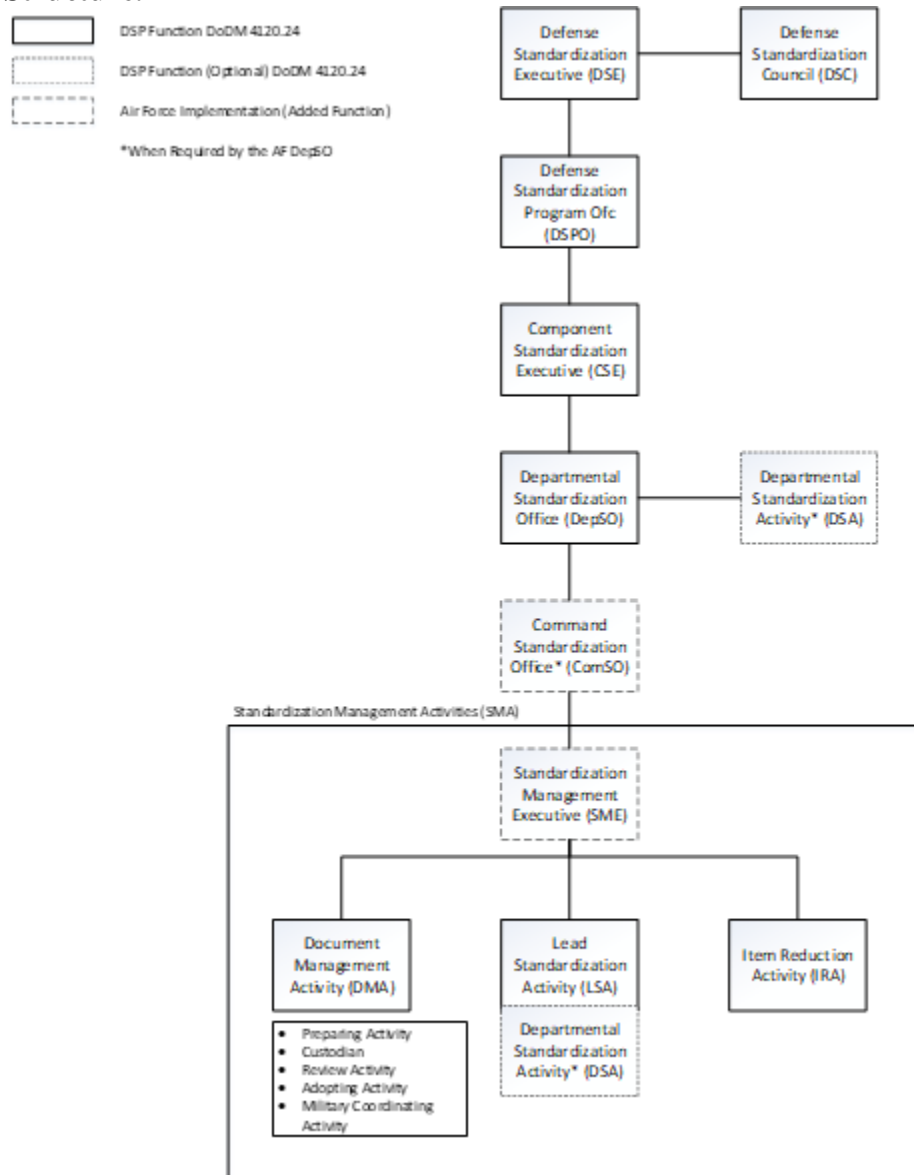 DSP Function DoDM 4120.24
DSP Function (Optional) DoDM 4120.24
Air Force Implementation (Added Function)
*When Required by the AF DepSO
Defense
Standardization
Executive (DSE)
Defense
Standardization
Council (DSC)
Defense
Standardization
Program Ofc
(DSPO)
Component
Standardization
Executive (CSE)
Departmental
Standardization
Office (DepSO)
Departmental
Standardization
Activity* (DSA)
Command
Standardization
Office* (ComSO)
Standardization Management Activities (SMA)
Standardization
Management
Executive (SME)
Document
Management
Activity (DMA)
Lead
Standardization
Activity (LSA)
Item Reduction
Activity (IRA)
Departmental
Standardization
Activity* (DSA)
• Preparing Activity
• Custodian
• Review Activity
• Adopting Activity
• Military Coordinating
Activity